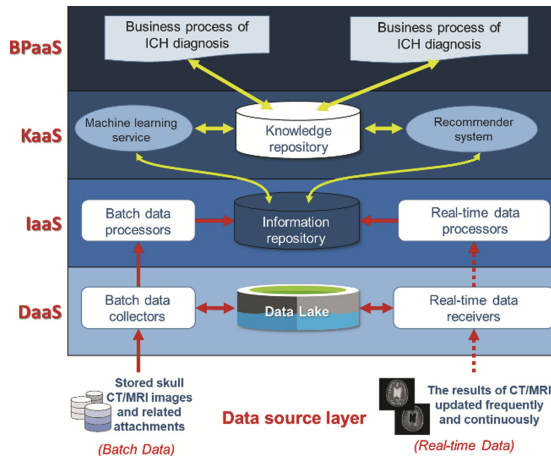 BPaaS
Business process of
ICH diagnosis
Business process of
ICH diagnosis
KaaS
Machine learning
service
Knowledge
repository
Recommender
system
IaaS
Batch data
processors
Information
repository
Real-time data
processors
DaaS
Batch data
collectors
Data Lake
Real-time data
receivers
Stored skull
CT/MRI images
and related
attachments
(Batch Data)
Data source layer
The results of CT/MRI
updated frequently
and continuously
(Real-time Data)